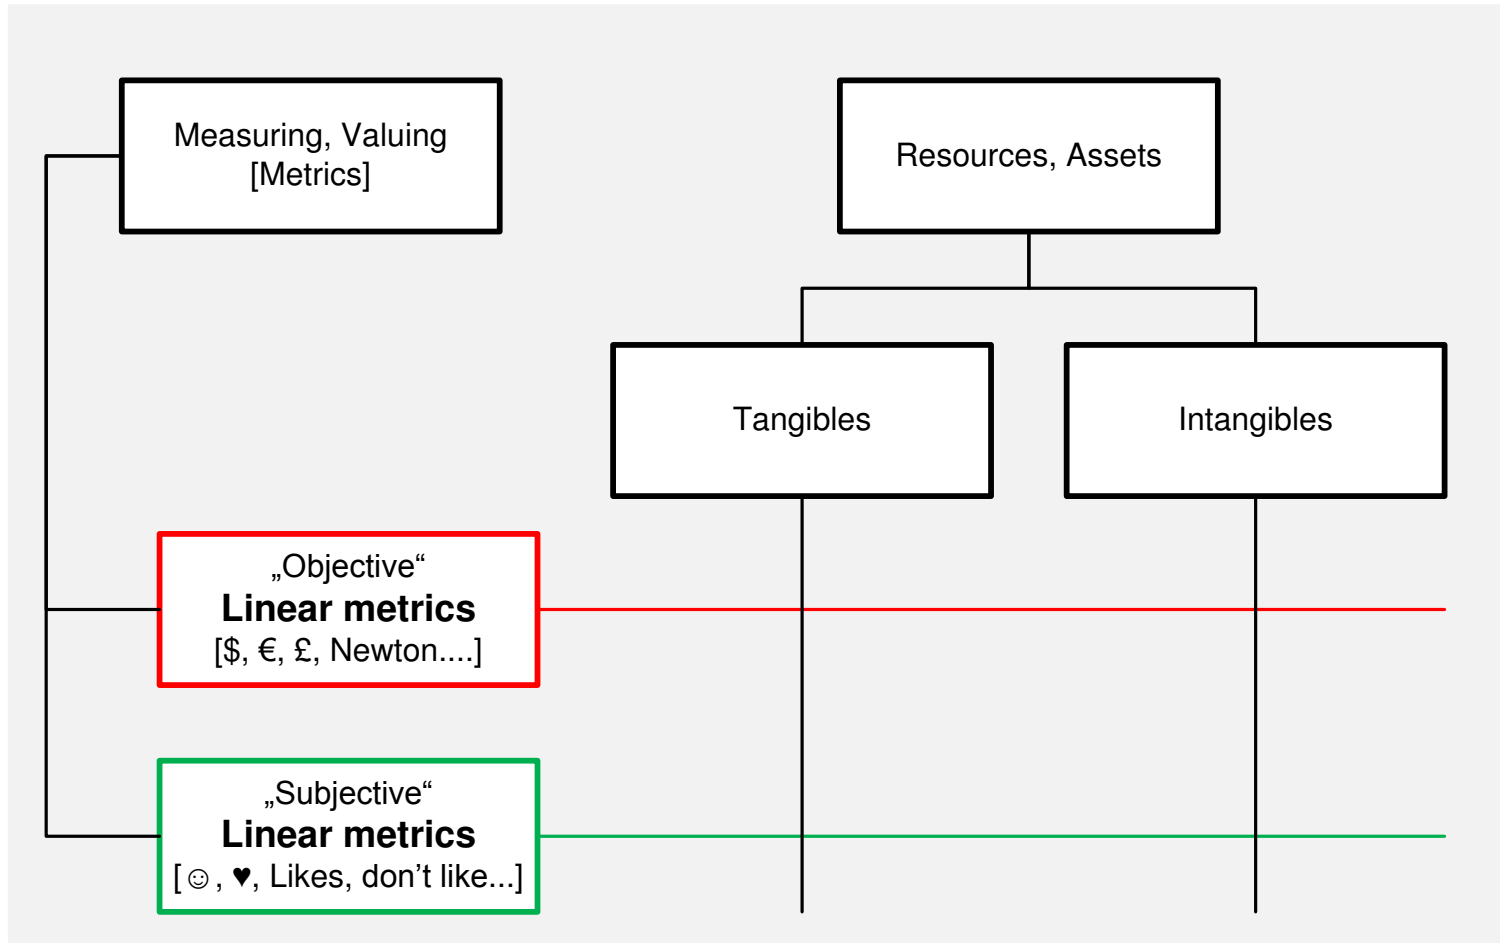 Measuring, Valuing
[Metrics]
Resources, Assets
Tangibles
Intangibles
„Objective“
Linear metrics
[$, €, £, Newton....]
„Subjective“
Linear metrics
[☺, ♥, Likes, don’t like...]